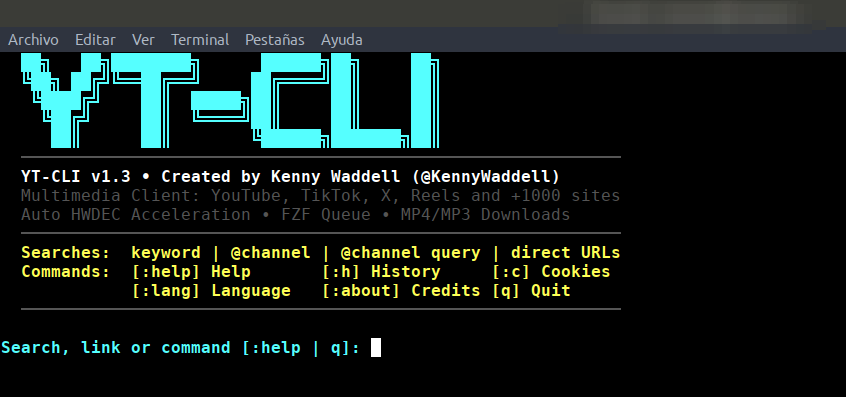 Archivo Editar Ver Terminal Pestañas Ayuda
YT-CLI
YT-CLI v1.3 • Created by Kenny Waddell (@KennyWaddell)
Multimedia Client: YouTube, TikTok, X, Reels and +1000 sites
Auto HWDEC Acceleration • FZF Queue • MP4/MP3 Downloads
Searches: keyword | @channel | @channel query | direct URLs
Commands: [:help] Help [:h] History [:c] Cookies
[:lang] Language [:about] Credits [q] Quit
Search, link or command [:help | q]: